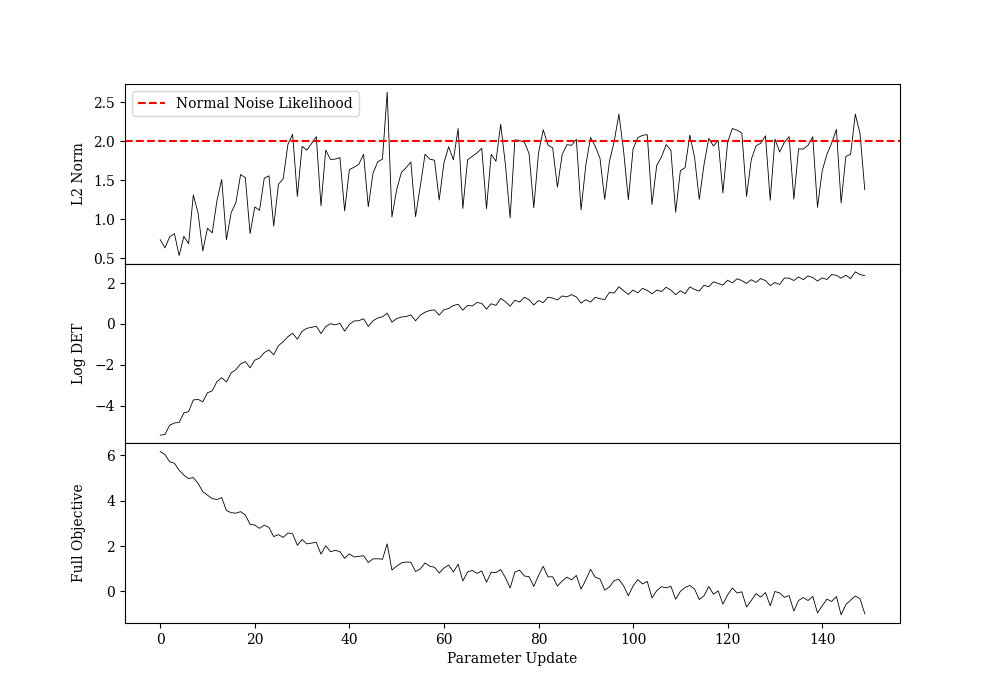 Normal Noise Likelihood
2.5
2.0
1.5
1.0
0.5
L2 Norm
2
0
−2
−4
Log DET
6
4
2
0
Full Objective
0 20 40 60 80 100 120 140
Parameter Update